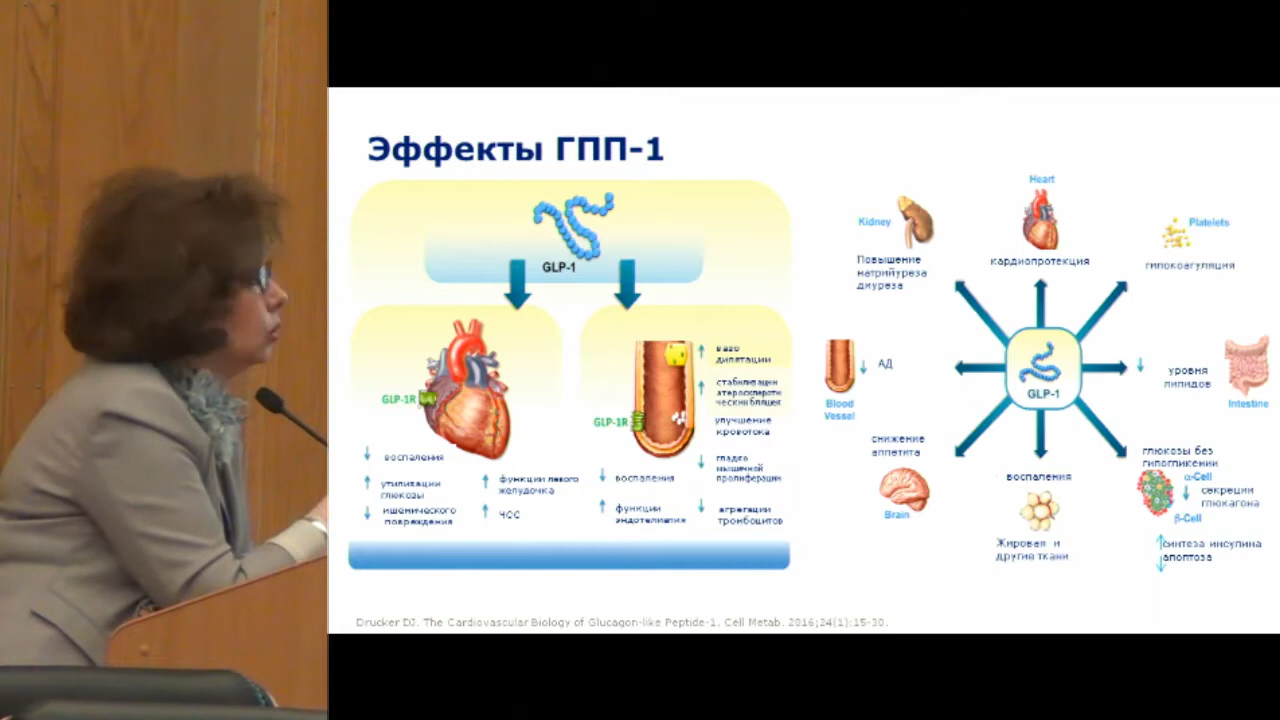 Эффекты ГПП-1
GLP-1
GLP-1R
воспаления
утилизации
глюкозы
ишемического
повреждения
функции левого
желудочка
ЧСС
GLP-1R
воспаления
функции
эндотелиалия
вазо
дилятации
стабилизации
атеросклероти
ческих бляшек
улучшение
кровотока
гладко
мышечной
пролиферации
агрегации
тромбоцитов
Heart
кардиопротекция
Kidney
Повышение
натрийуреза
диуреза
Platelets
гипокоагуляция
АД
Blood
Vessel
GLP-1
уровня
липидов
Intestine
снижение
аппетита
Brain
воспаления
Жировая и
другие ткани
глюкозы без
гипогликемии
α-Cell
секреции
глюкагона
β-Cell
синтеза инсулина
апоптоза
Drucker DJ. The Cardiovascular Biology of Glucagon-like Peptide-1. Cell Metab. 2016;24(1):15-30.